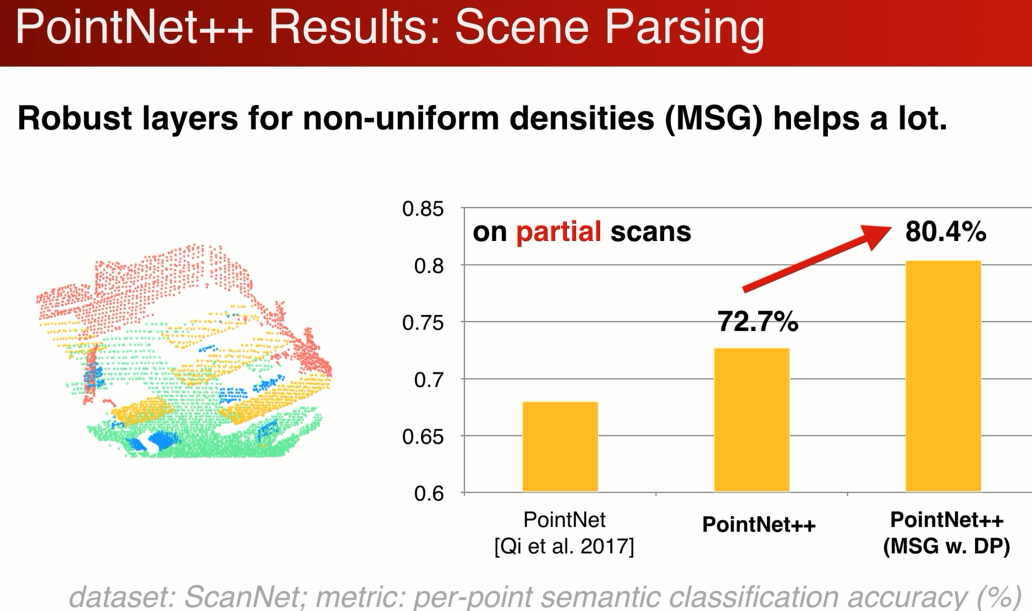 PointNet++ Results: Scene Parsing
Robust layers for non-uniform densities (MSG) helps a lot.
0.85
0.8
0.75
0.7
0.65
0.6
on partial scans
72.7%
80.4%
PointNet
[Qi et al. 2017]
PointNet++
PointNet++
(MSG w. DP)
dataset: ScanNet; metric: per-point semantic classification accuracy (%)